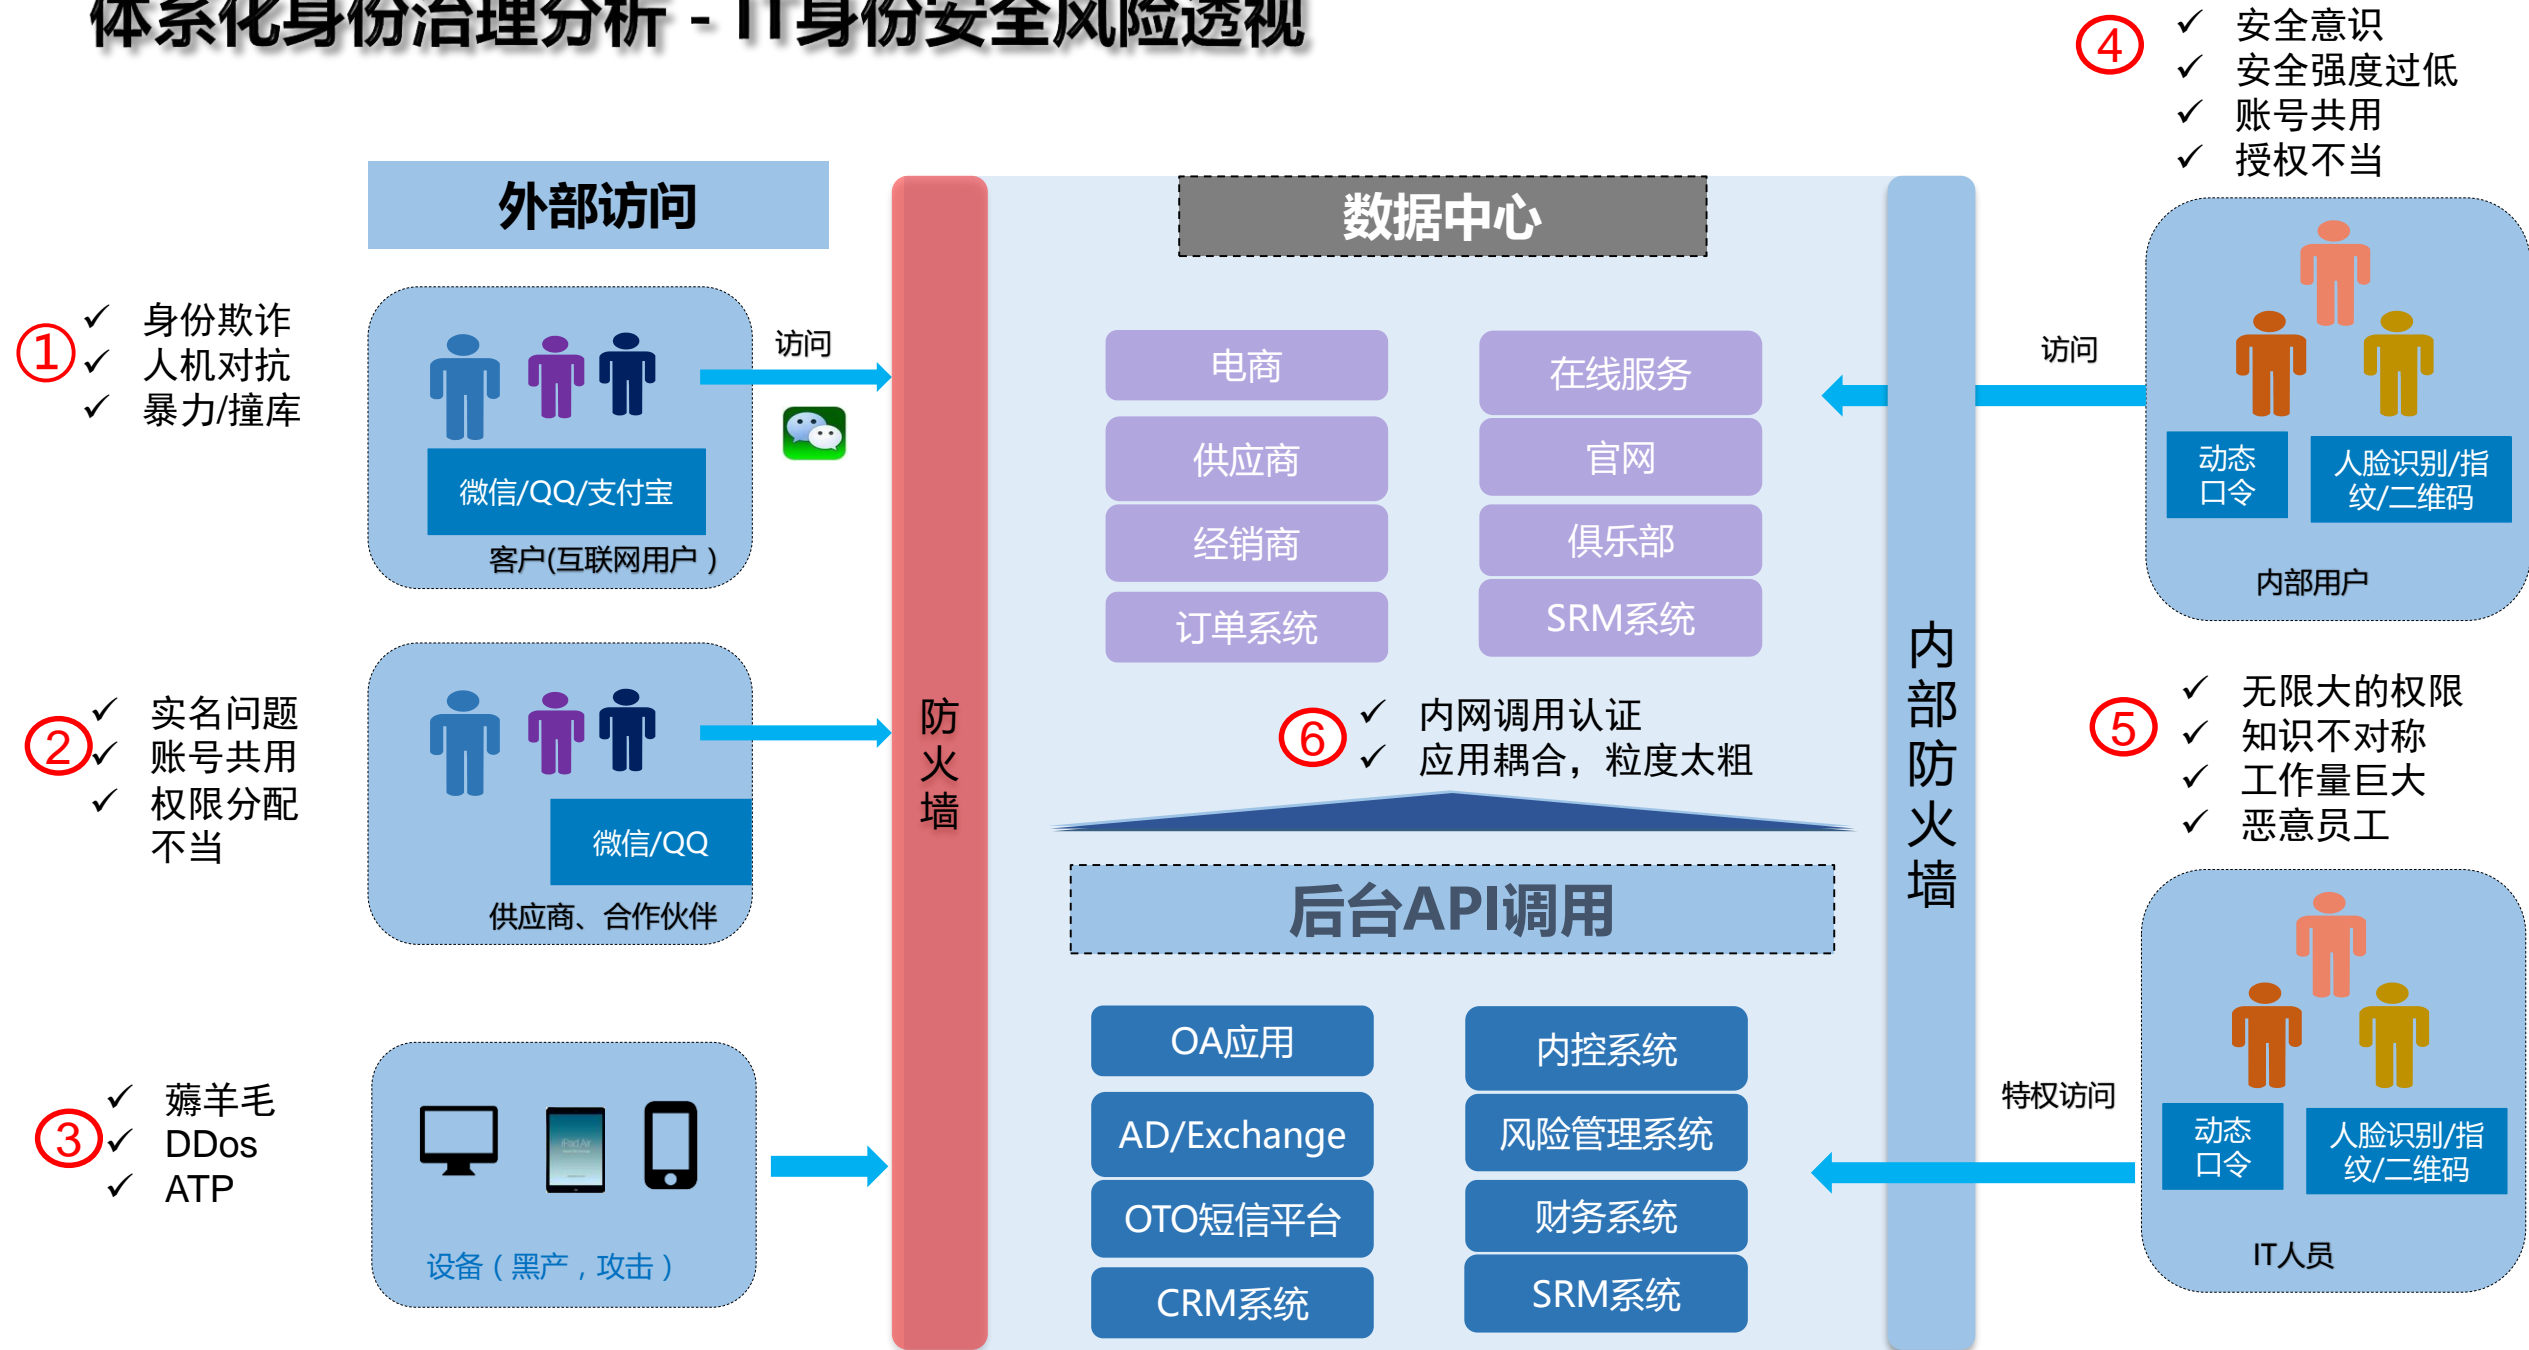 体系化身份治理分析 - IT身份安全风险透视
④
✓ 安全意识
✓ 安全强度过低
✓ 账号共用
✓ 授权不当
外部访问
数据中心
①
✓ 身份欺诈
✓ 人机对抗
✓ 暴力/撞库
微信/QQ/支付宝
客户(互联网用户）
访问
②
✓ 实名问题
✓ 账号共用
✓ 权限分配
不当
微信/QQ
供应商、合作伙伴
③
✓ 薅羊毛
✓ DDos
✓ ATP
iPad Air
设备（黑产，攻击）
防
火
墙
电商
供应商
经销商
订单系统
在线服务
官网
俱乐部
SRM系统
⑥
✓ 内网调用认证
✓ 应用耦合，粒度太粗
后台API调用
OA应用
AD/Exchange
OTO短信平台
CRM系统
内控系统
风险管理系统
财务系统
SRM系统
内
部
防
火
墙
访问
动态
口令
人脸识别/指
纹/二维码
内部用户
⑤
✓ 无限大的权限
✓ 知识不对称
✓ 工作量巨大
✓ 恶意员工
特权访问
动态
口令
人脸识别/指
纹/二维码
IT人员